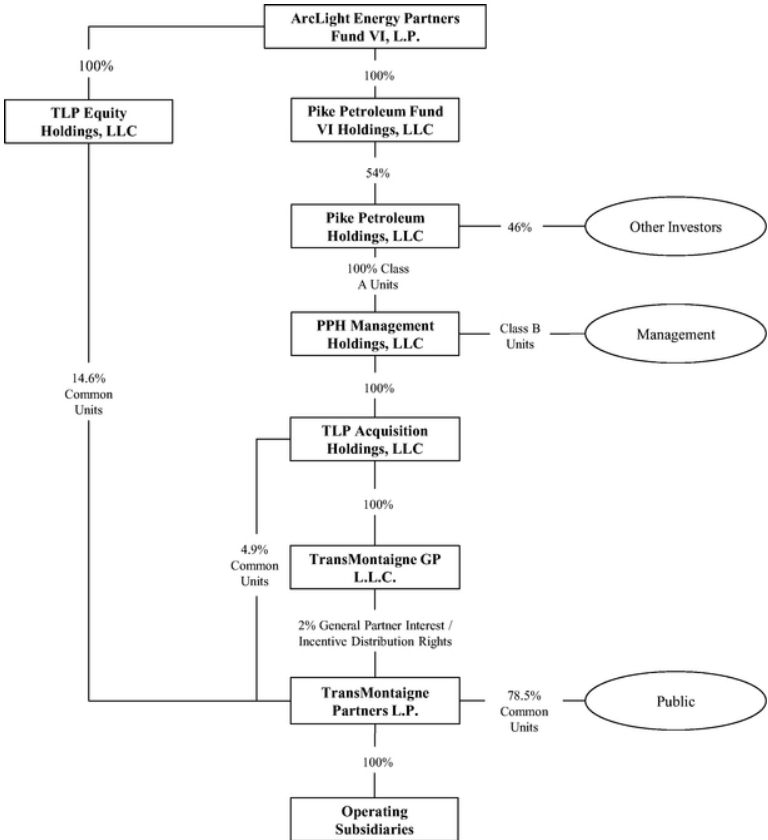 ArcLight Energy Partners
Fund VI, L.P.
100%
100%
TLP Equity
Holdings, LLC
Pike Petroleum Fund
VI Holdings, LLC
54%
Pike Petroleum
Holdings, LLC
46%
Other Investors
100% Class
A Units
PPH Management
Holdings, LLC
Class B
Units
Management
14.6%
Common
Units
100%
TLP Acquisition
Holdings, LLC
100%
4.9%
Common
Units
TransMontaigne GP
L.L.C.
2% General Partner Interest /
Incentive Distribution Rights
TransMontaigne
Partners L.P.
78.5%
Common
Units
Public
100%
Operating
Subsidiaries